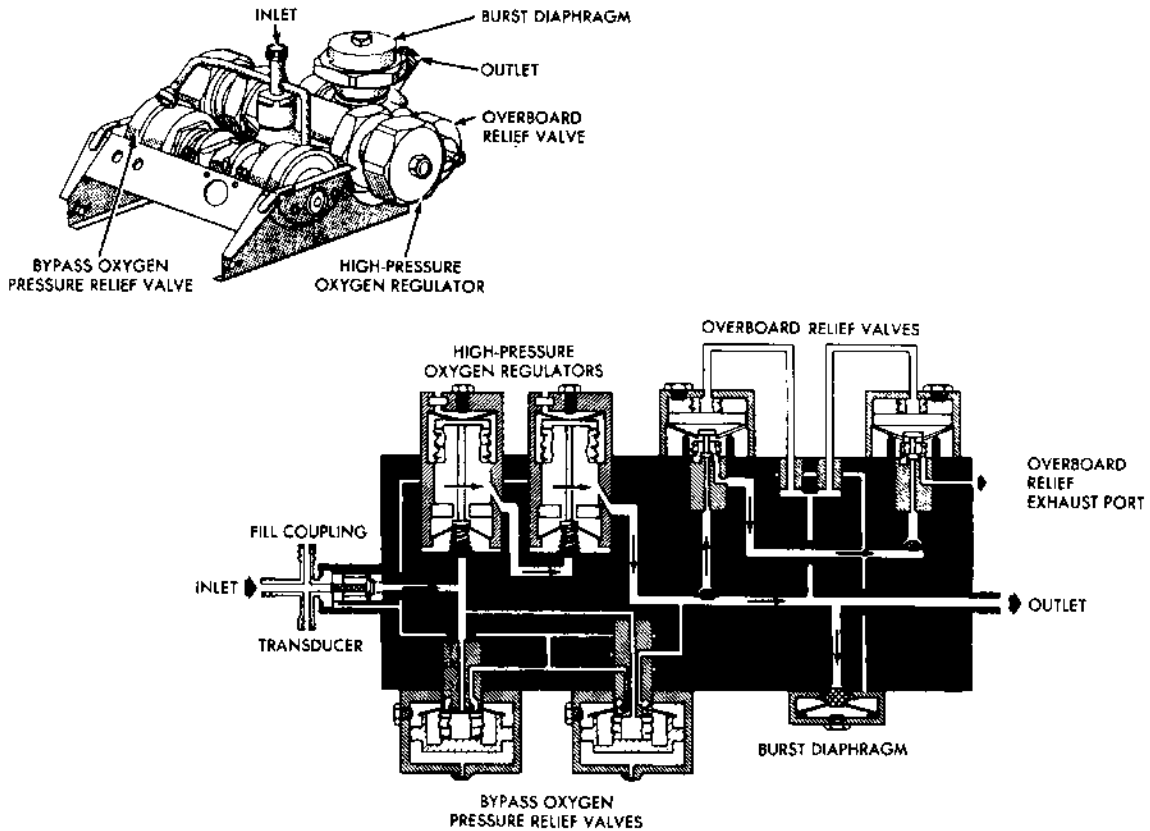 INLET
BURST DIAPHRAGM
OUTLET
OVERBOARD
RELIEF VALVE
BYPASS OXYGEN
PRESSURE RELIEF VALVE
HIGH-PRESSURE
OXYGEN REGULATOR
OVERBOARD RELIEF VALVES
HIGH-PRESSURE
OXYGEN REGULATORS
OVERBOARD
RELIEF
EXHAUST PORT
FILL COUPLING
INLET
TRANSDUCER
OUTLET
BURST DIAPHRAGM
BYPASS OXYGEN
PRESSURE RELIEF VALVES